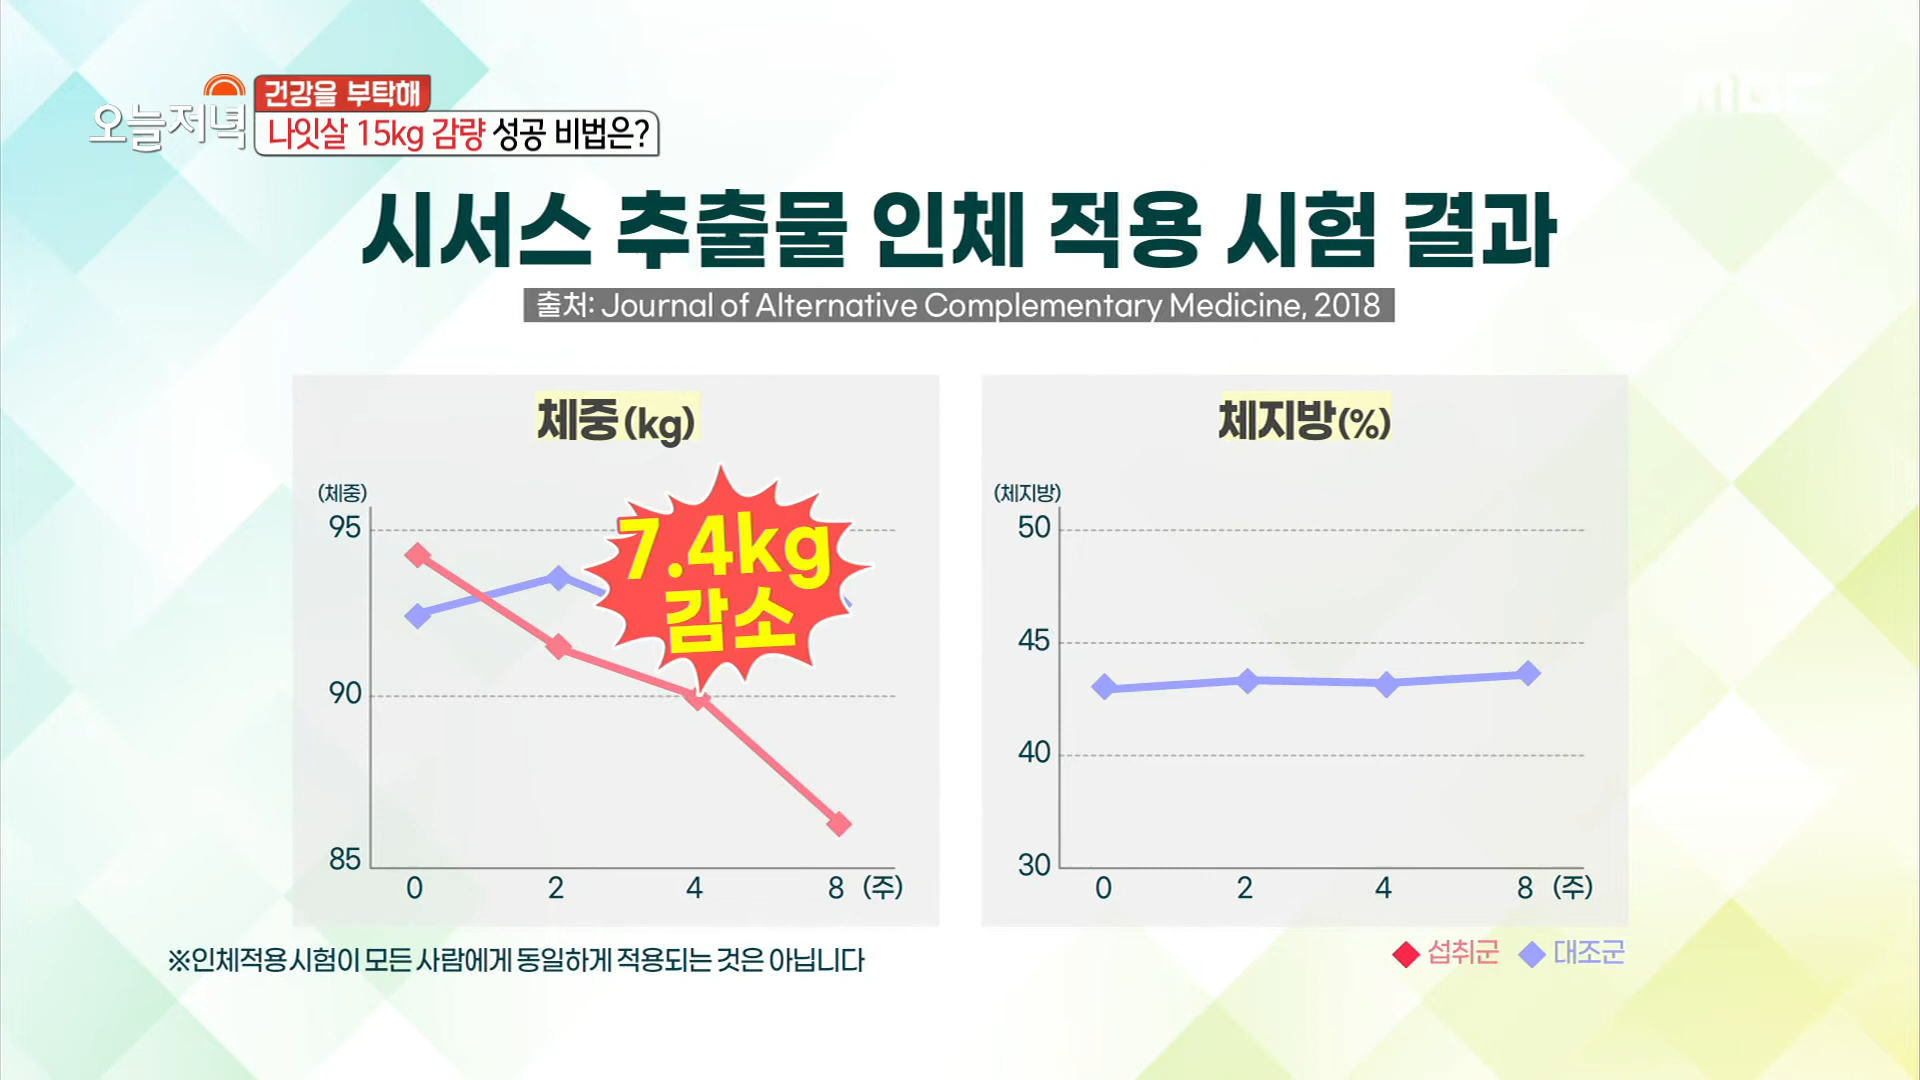 오늘저녁
건강을 부탁해
나잇살 15kg 감량 성공 비법은?
MBC
시서스 추출물 인체 적용 시험 결과
출처: Journal of Alternative Complementary Medicine, 2018
체중(kg)
(체중)
95
90
85
0 2 4 8 (주)
7.4kg
감소
체지방(%)
(체지방)
50
45
40
30
0 2 4 8 (주)
섭취군 대조군
※인체적용시험이 모든 사람에게 동일하게 적용되는 것은 아닙니다